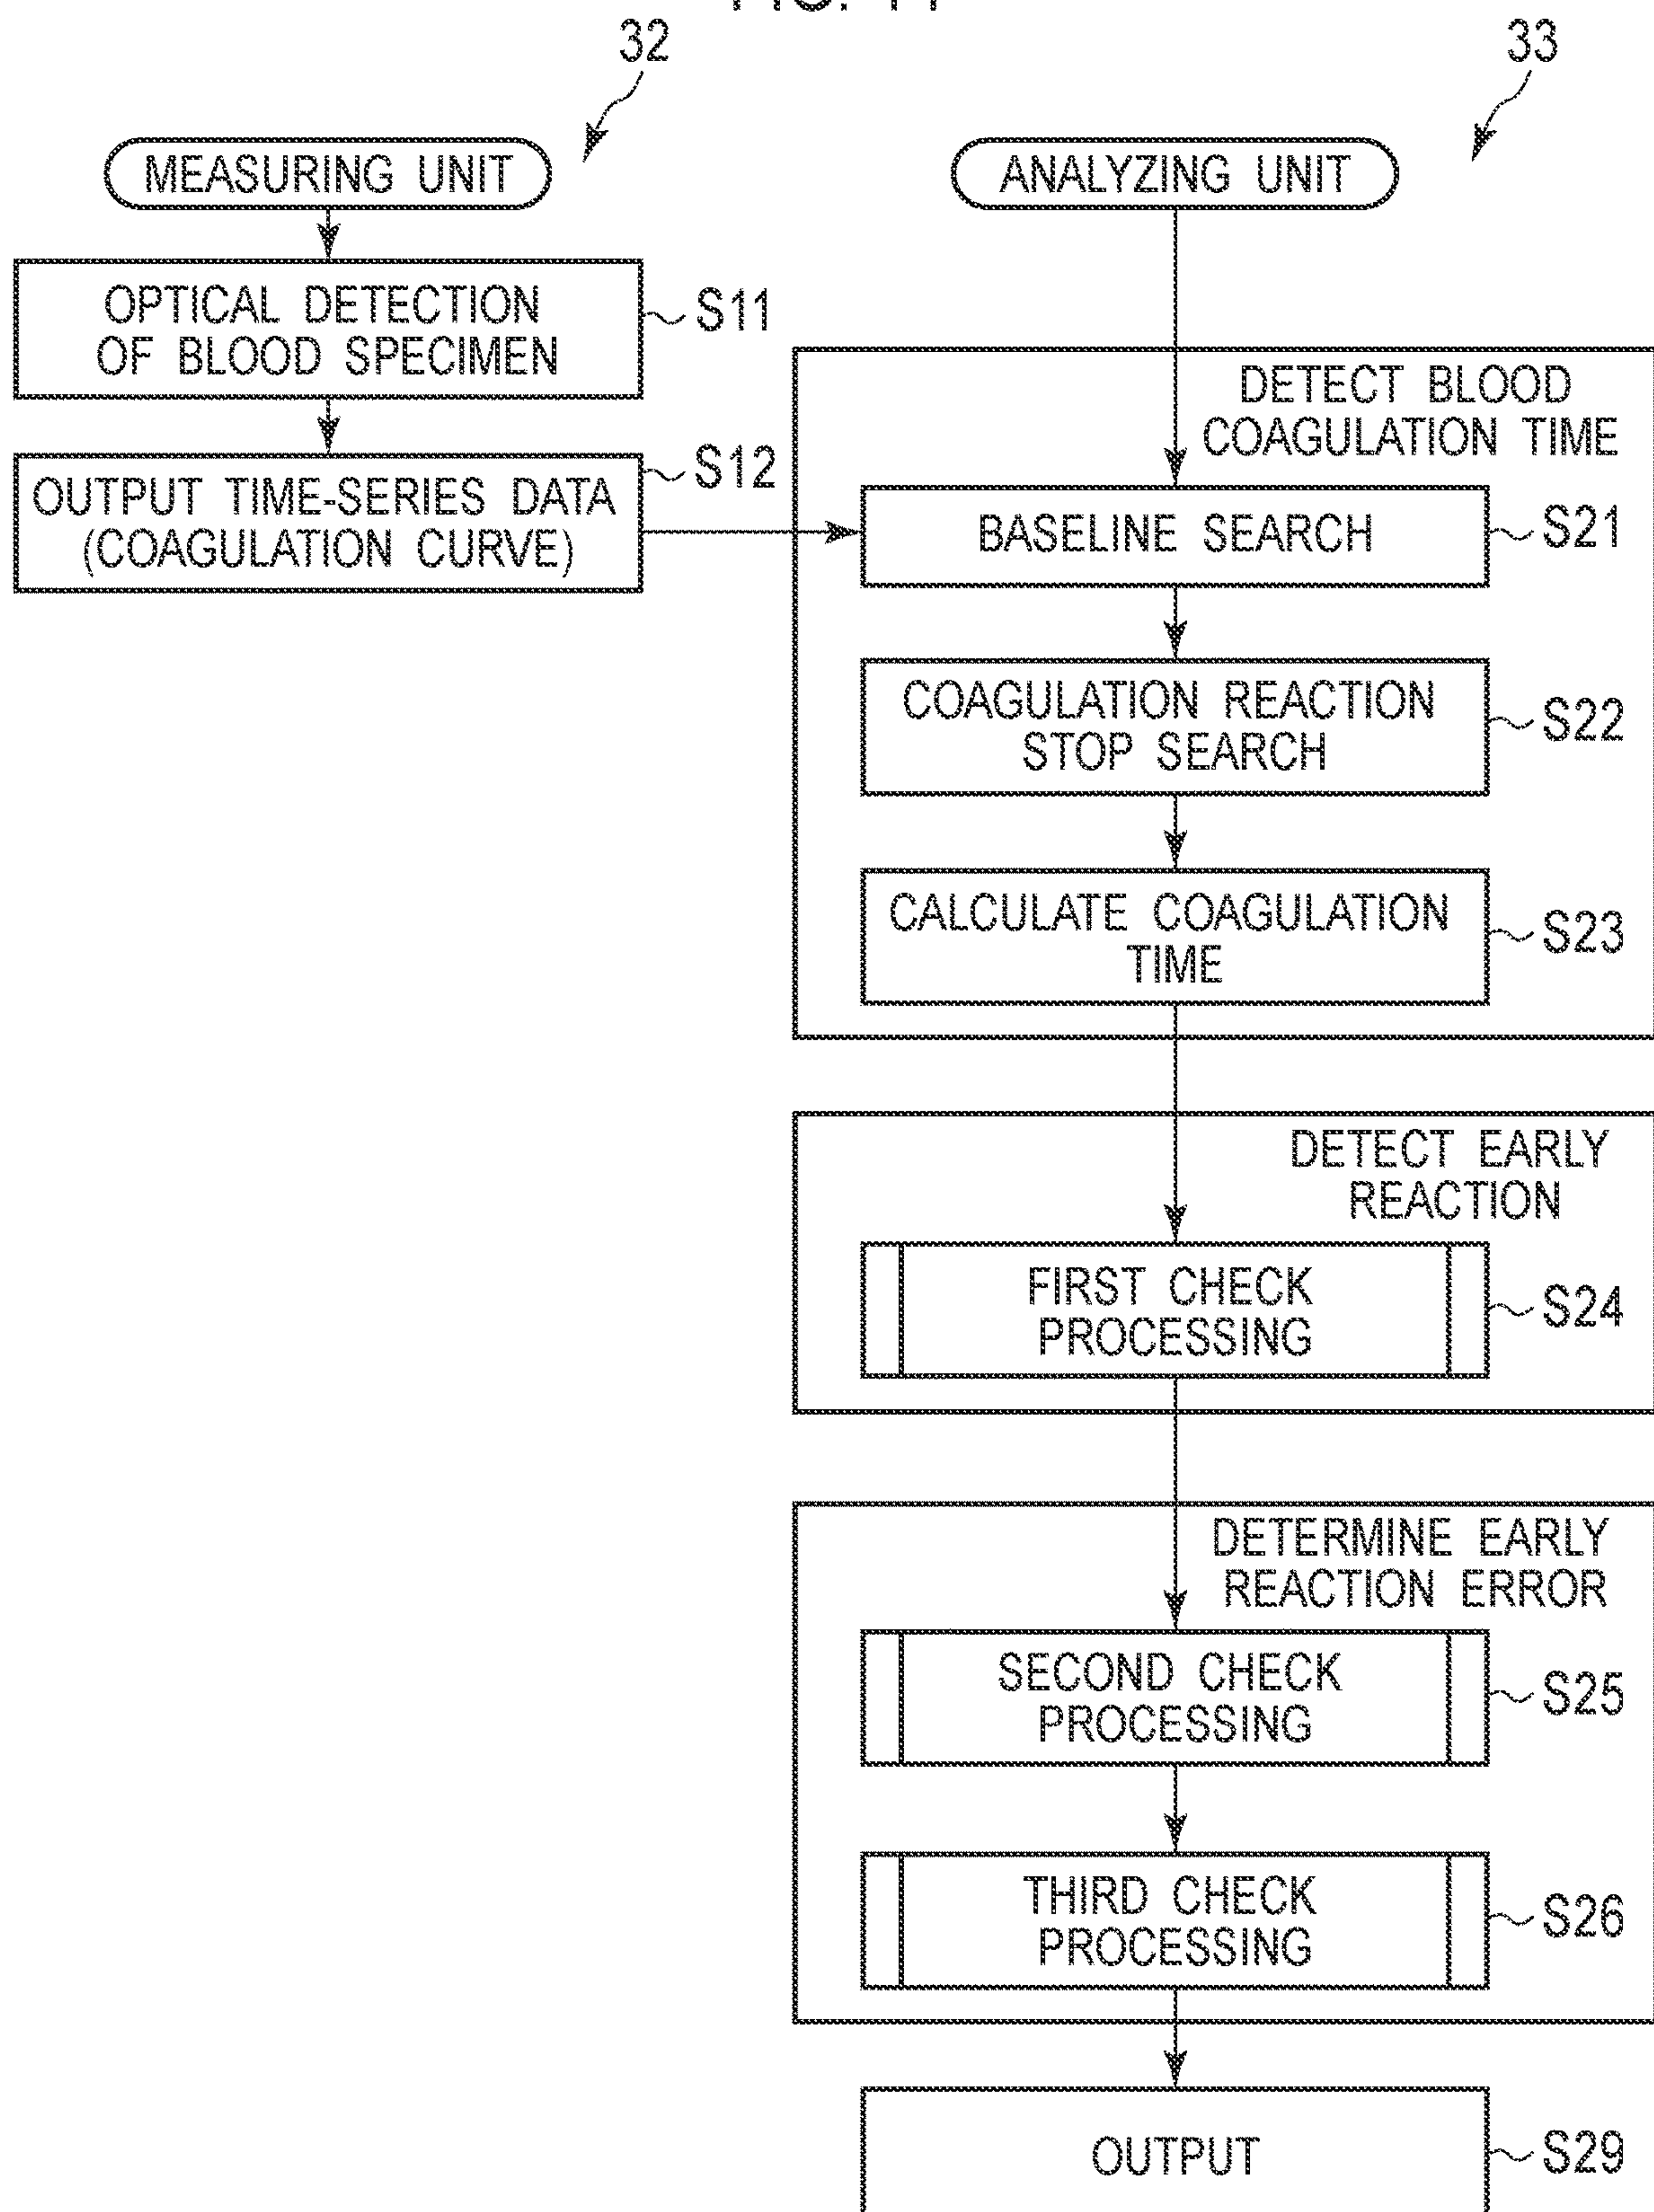 32
MEASURING UNIT
OPTICAL DETECTION
OF BLOOD SPECIMEN
S11
OUTPUT TIME-SERIES DATA
(COAGULATION CURVE)
S12
33
ANALYZING UNIT
DETECT BLOOD
COAGULATION TIME
BASELINE SEARCH
S21
COAGULATION REACTION
STOP SEARCH
S22
CALCULATE COAGULATION
TIME
S23
DETECT EARLY
REACTION
FIRST CHECK
PROCESSING
S24
DETERMINE EARLY
REACTION ERROR
SECOND CHECK
PROCESSING
S25
THIRD CHECK
PROCESSING
S26
OUTPUT
S29